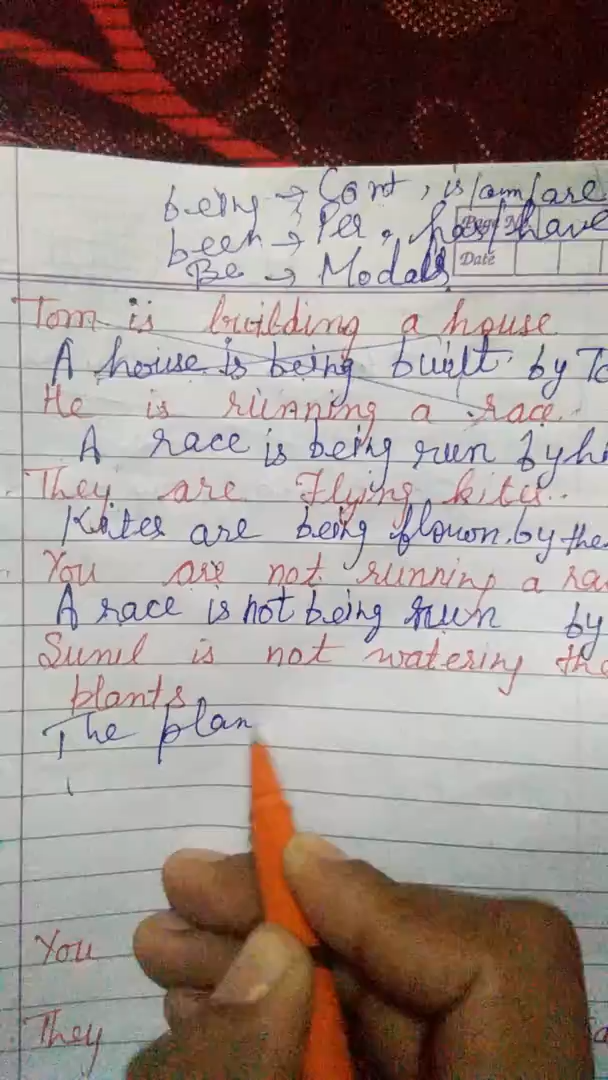 being → Cont, is/am/are
been → Per, has/have
Be → Modals
Date
Tom is building a house
A house is being built by To
He is running a race.
A race is being run by hi
They are Flying kites..
Kites are being flown by the
You are not running a ra
A race is not being run by
Sunil is not watering the
plants
The plan
You
They